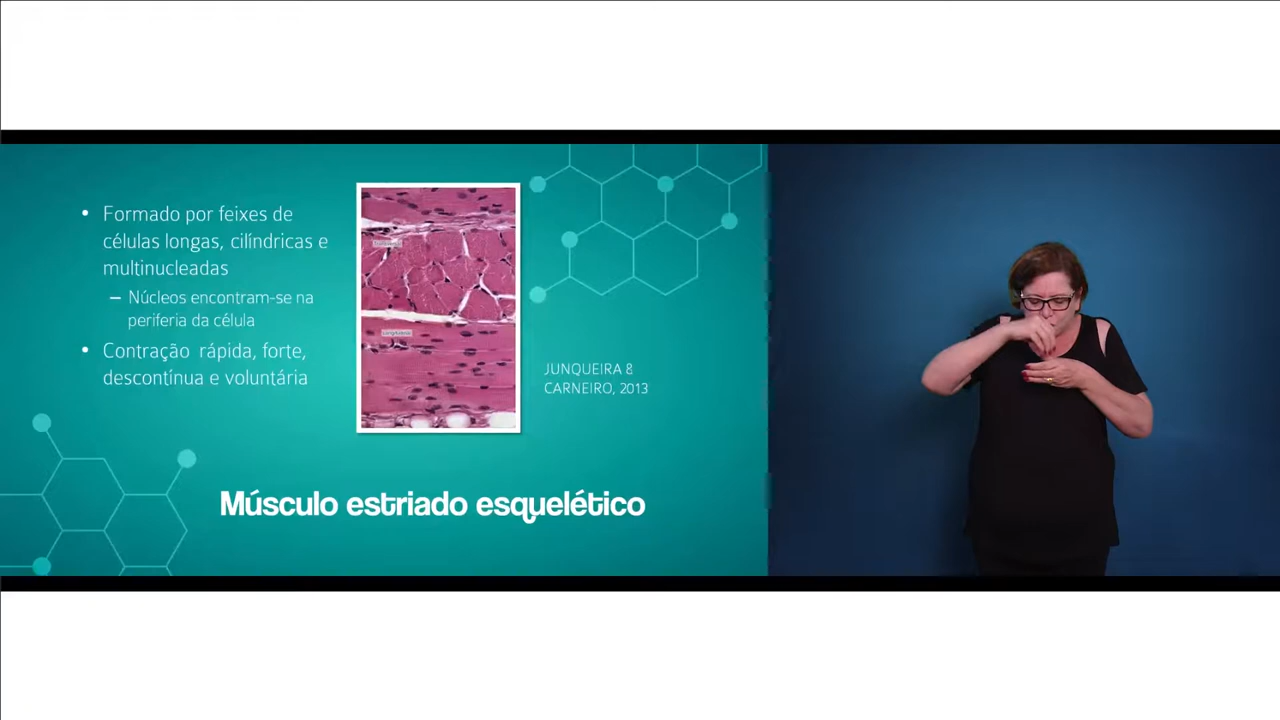 • Formado por feixes de
células longas, cilíndricas e
multinucleadas
– Núcleos encontram-se na
periferia da célula
• Contração rápida, forte,
descontínua e voluntária
JUNQUEIRA &
CARNEIRO, 2013
Músculo estriado esquelético